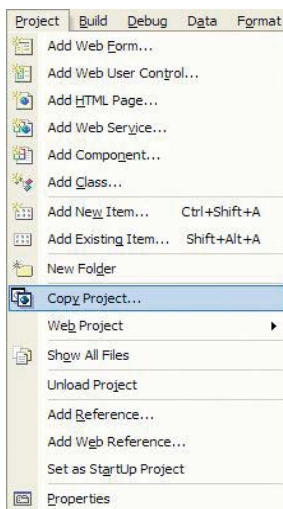 Project Build Debug Data Format
Add Web Form...
Add Web User Control...
Add HTML Page...
Add Web Service...
Add Component...
Add Class...
Add New Item... Ctrl+Shift+A
Add Existing Item... Shift+Alt+A
New Folder
Copy Project...
Web Project
Show All Files
Unload Project
Add Reference...
Add Web Reference...
Set as StartUp Project
Properties